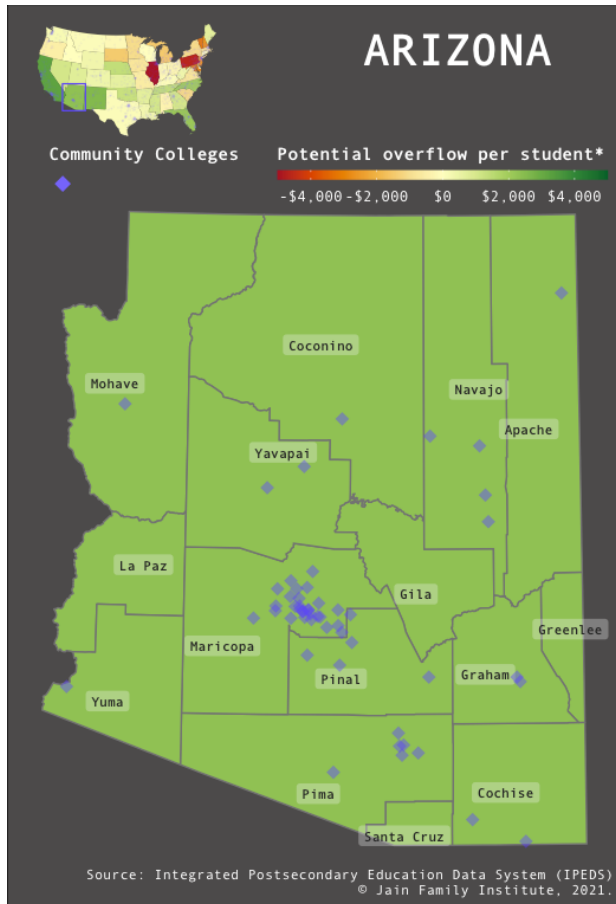 ARIZONA
Community Colleges
Potential overflow per student*
-$4,000 -$2,000 $0 $2,000 $4,000
Coconino
Mohave
Navajo
Apache
Yavapai
La Paz
Gila
Greenlee
Maricopa
Graham
Pinal
Yuma
Cochise
Pima
Santa Cruz
Source: Integrated Postsecondary Education Data System (IPEDS)
© Jain Family Institute, 2021.